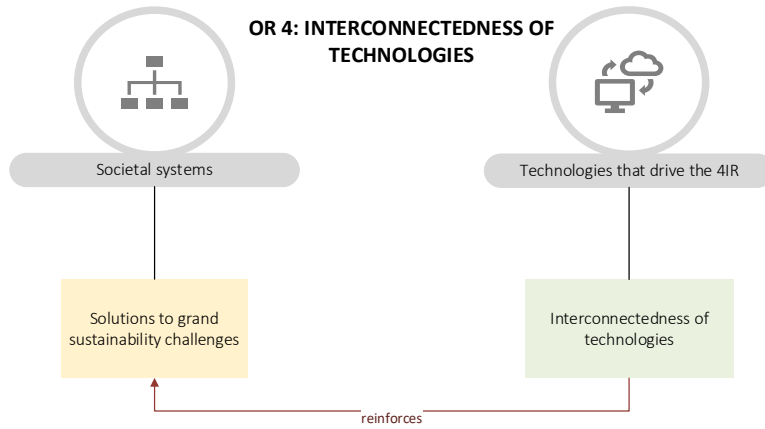 OR 4: INTERCONNECTEDNESS OF
TECHNOLOGIES
Societal systems
Technologies that drive the 4IR
Solutions to grand
sustainability challenges
Interconnectedness of
technologies
reinforces